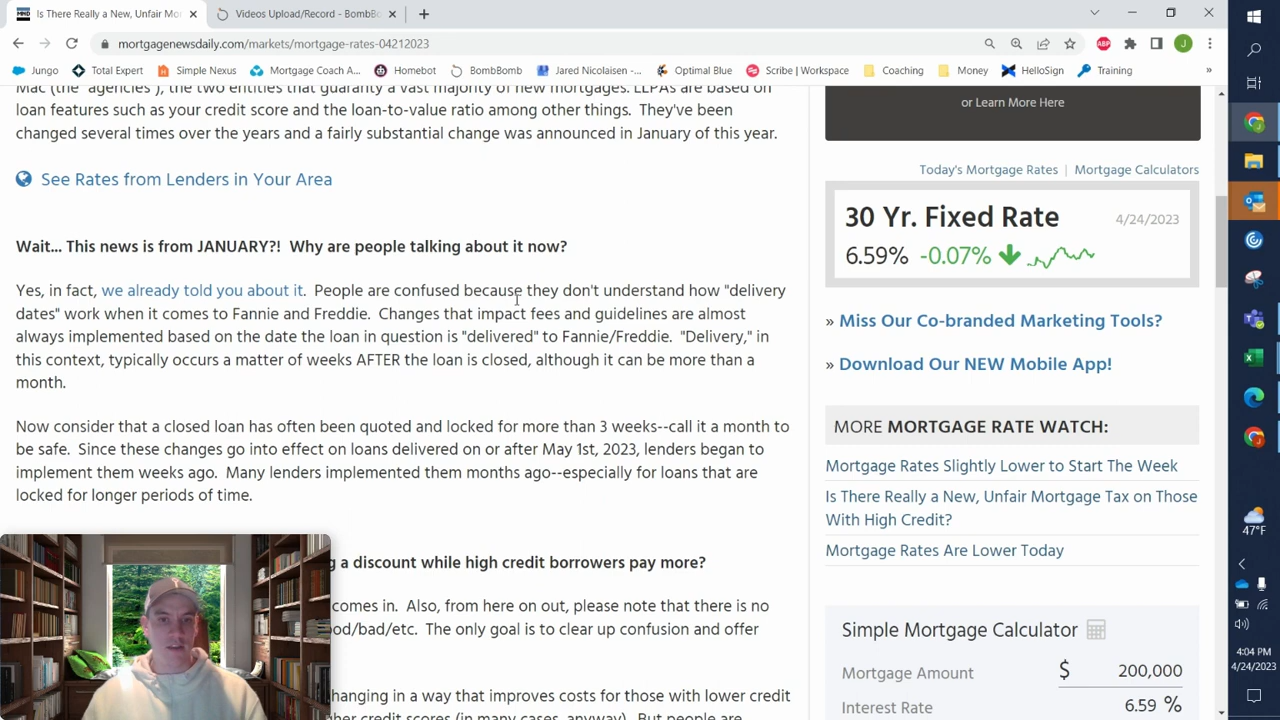 Is There Really a New, Unfair Mor
Videos Upload/Record - BombBo
mortgagenewsdaily.com/markets/mortgage-rates-04212023
ABP
J
Jungo
Total Expert
Simple Nexus
Mortgage Coach A...
Homebot
BombBomb
Jared Nicolaisen -...
Optimal Blue
Scribe | Workspace
Coaching
Money
HelloSign
Training
»
Mac (the "agencies"), the two entities that guaranty a vast majority of new mortgages. LLPAs are based on
loan features such as your credit score and the loan-to-value ratio among other things. They've been
changed several times over the years and a fairly substantial change was announced in January of this year.
See Rates from Lenders in Your Area
Wait... This news is from JANUARY?! Why are people talking about it now?
Yes, in fact, we already told you about it. People are confused because they don't understand how "delivery
dates" work when it comes to Fannie and Freddie. Changes that impact fees and guidelines are almost
always implemented based on the date the loan in question is "delivered" to Fannie/Freddie. "Delivery," in
this context, typically occurs a matter of weeks AFTER the loan is closed, although it can be more than a
month.
Now consider that a closed loan has often been quoted and locked for more than 3 weeks--call it a month to
be safe. Since these changes go into effect on loans delivered on or after May 1st, 2023, lenders began to
implement them weeks ago. Many lenders implemented them months ago--especially for loans that are
locked for longer periods of time.
g a discount while high credit borrowers pay more?
comes in. Also, from here on out, please note that there is no
ood/bad/etc. The only goal is to clear up confusion and offer
hanging in a way that improves costs for those with lower credit
her credit scores (in many cases, anyway). But people are
or Learn More Here
Today's Mortgage Rates | Mortgage Calculators
30 Yr. Fixed Rate
4/24/2023
6.59% -0.07%
» Miss Our Co-branded Marketing Tools?
» Download Our NEW Mobile App!
MORE MORTGAGE RATE WATCH:
Mortgage Rates Slightly Lower to Start The Week
Is There Really a New, Unfair Mortgage Tax on Those
With High Credit?
Mortgage Rates Are Lower Today
Simple Mortgage Calculator
Mortgage Amount $ 200,000
Interest Rate 6.59 %
47°F
4:04 PM
4/24/2023